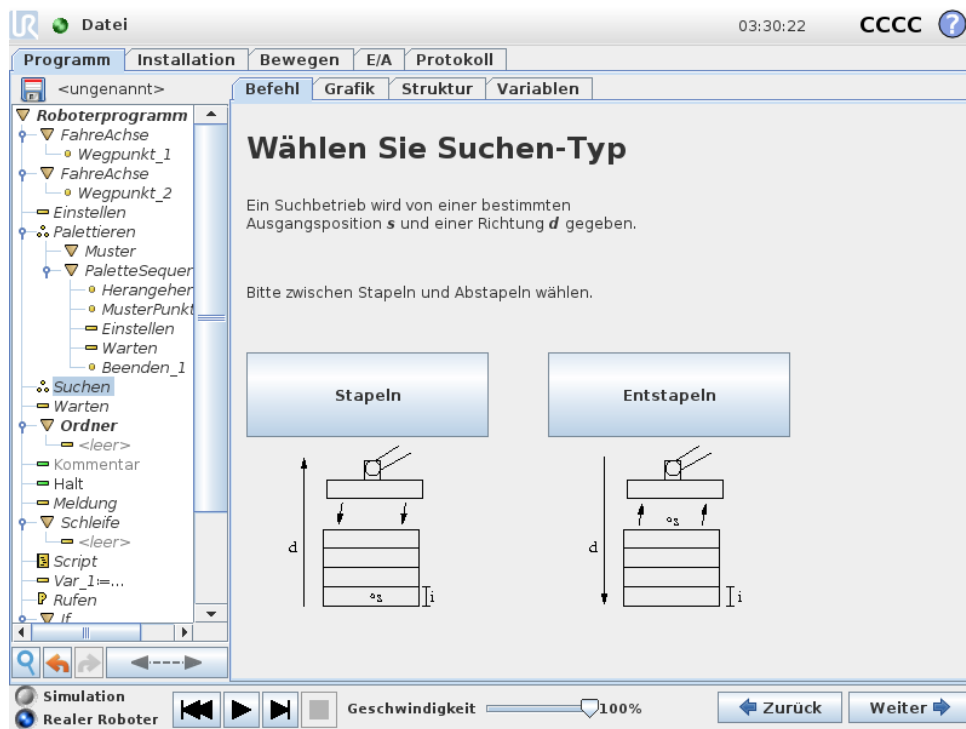 UR Datei 03:30:22 CCCC ?
Programm Installation Bewegen E/A Protokoll
<ungenannt> Befehl Grafik Struktur Variablen
Roboterprogramm
FahreAchse
Wegpunkt_1
FahreAchse
Wegpunkt_2
Einstellen
Palettieren
Muster
PaletteSequer
Herangeher
MusterPunkt
Einstellen
Warten
Beenden_1
Suchen
Warten
Ordner
<leer>
Kommentar
Halt
Meldung
Schleife
<leer>
Script
Var_1:=...
Rufen
If
Wählen Sie Suchen-Typ
Ein Suchbetrieb wird von einer bestimmten
Ausgangsposition s und einer Richtung d gegeben.
Bitte zwischen Stapeln und Abstapeln wählen.
Stapeln Entstapeln
d s i
d s i
Simulation
Realer Roboter
Geschwindigkeit 100%
Zurück Weiter